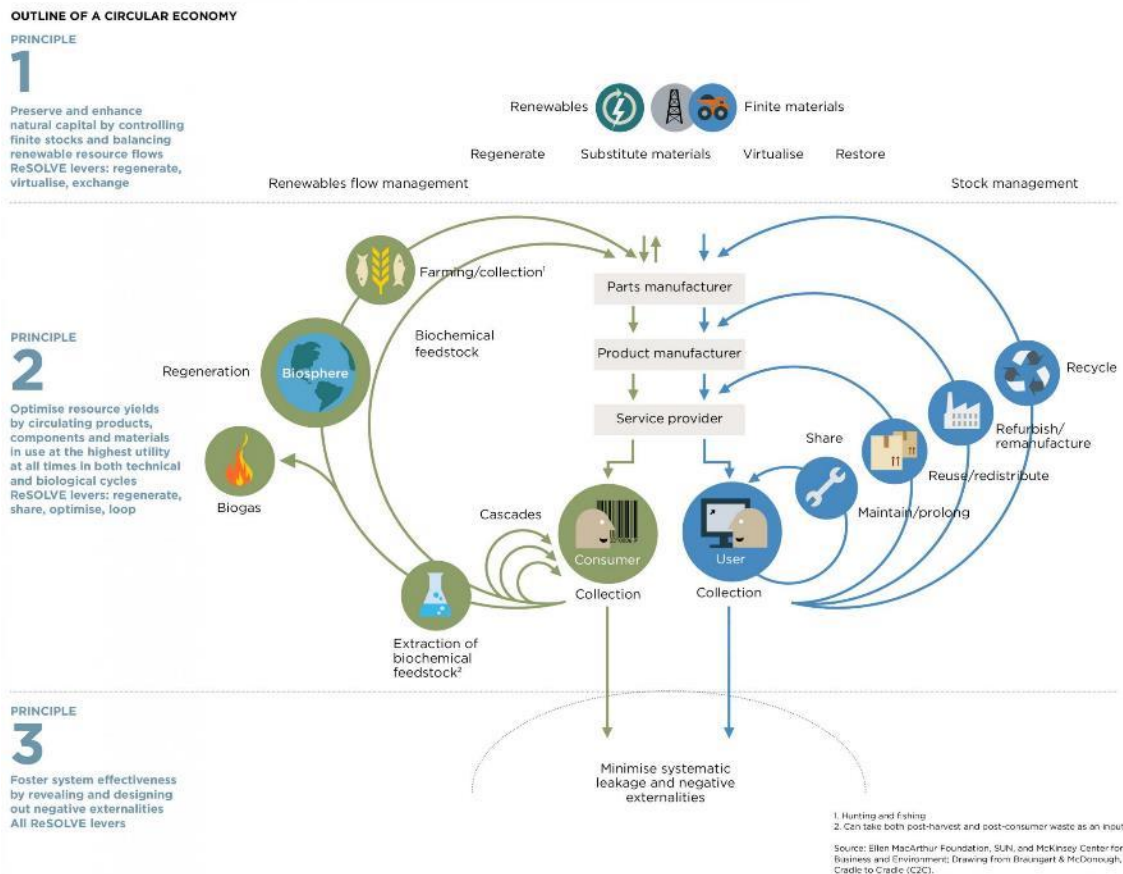 OUTLINE OF A CIRCULAR ECONOMY
PRINCIPLE
1
Preserve and enhance
natural capital by controlling
finite stocks and balancing
renewable resource flows
ReSOLVE levers: regenerate,
virtualise, exchange
Renewables
Finite materials
Regenerate
Substitute materials
Virtualise
Restore
Renewables flow management
Stock management
PRINCIPLE
2
Optimise resource yields
by circulating products,
components and materials
in use at the highest utility
at all times in both technical
and biological cycles
ReSOLVE levers: regenerate,
share, optimise, loop
Farming/collection¹
Biochemical
feedstock
Regeneration
Biosphere
Biogas
Cascades
Extraction of
biochemical
feedstock²
Parts manufacturer
Product manufacturer
Service provider
Consumer
Collection
User
Collection
Share
Maintain/prolong
Reuse/redistribute
Refurbish/
remanufacture
Recycle
PRINCIPLE
3
Foster system effectiveness
by revealing and designing
out negative externalities
All ReSOLVE levers
Minimise systematic
leakage and negative
externalities
1. Hunting and fishing
2. Can take both post-harvest and post-consumer waste as an input
Source: Ellen MacArthur Foundation, SUN, and McKinsey Center for
Business and Environment; Drawing from Braungart & McDonough,
Cradle to Cradle (C2C).